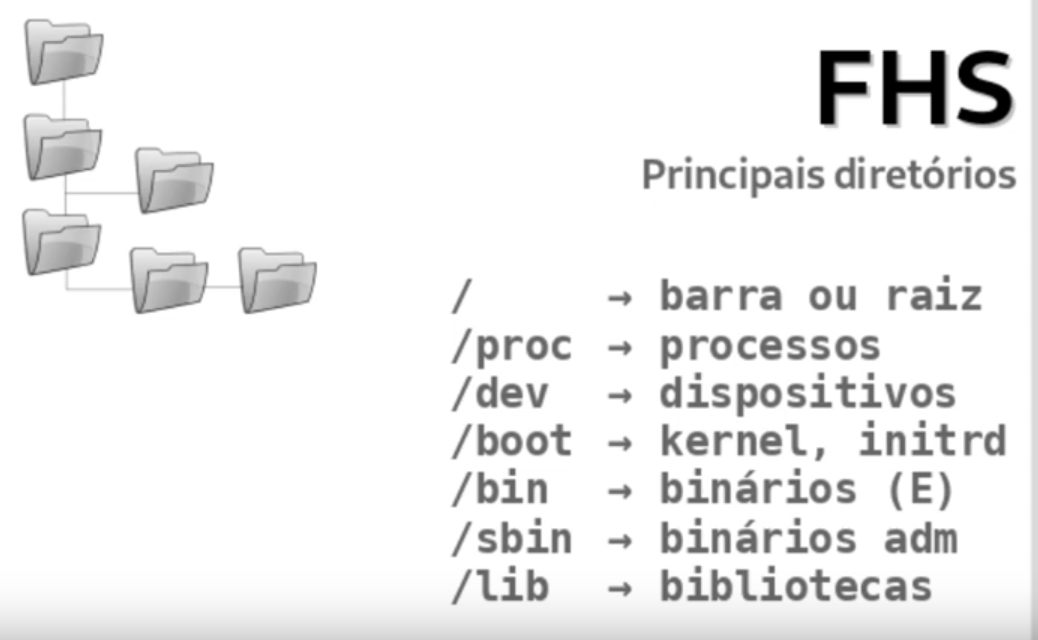 FHS
Principais diretórios
/ → barra ou raiz
/proc → processos
/dev → dispositivos
/boot → kernel, initrd
/bin → binários (E)
/sbin → binários adm
/lib → bibliotecas